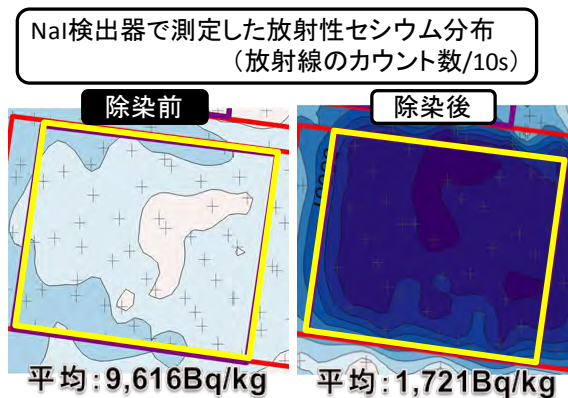 NaI検出器で測定した放射性セシウム分布
（放射線のカウント数/10s）
除染前
除染後
平均:9,616Bq/kg
平均:1,721Bq/kg